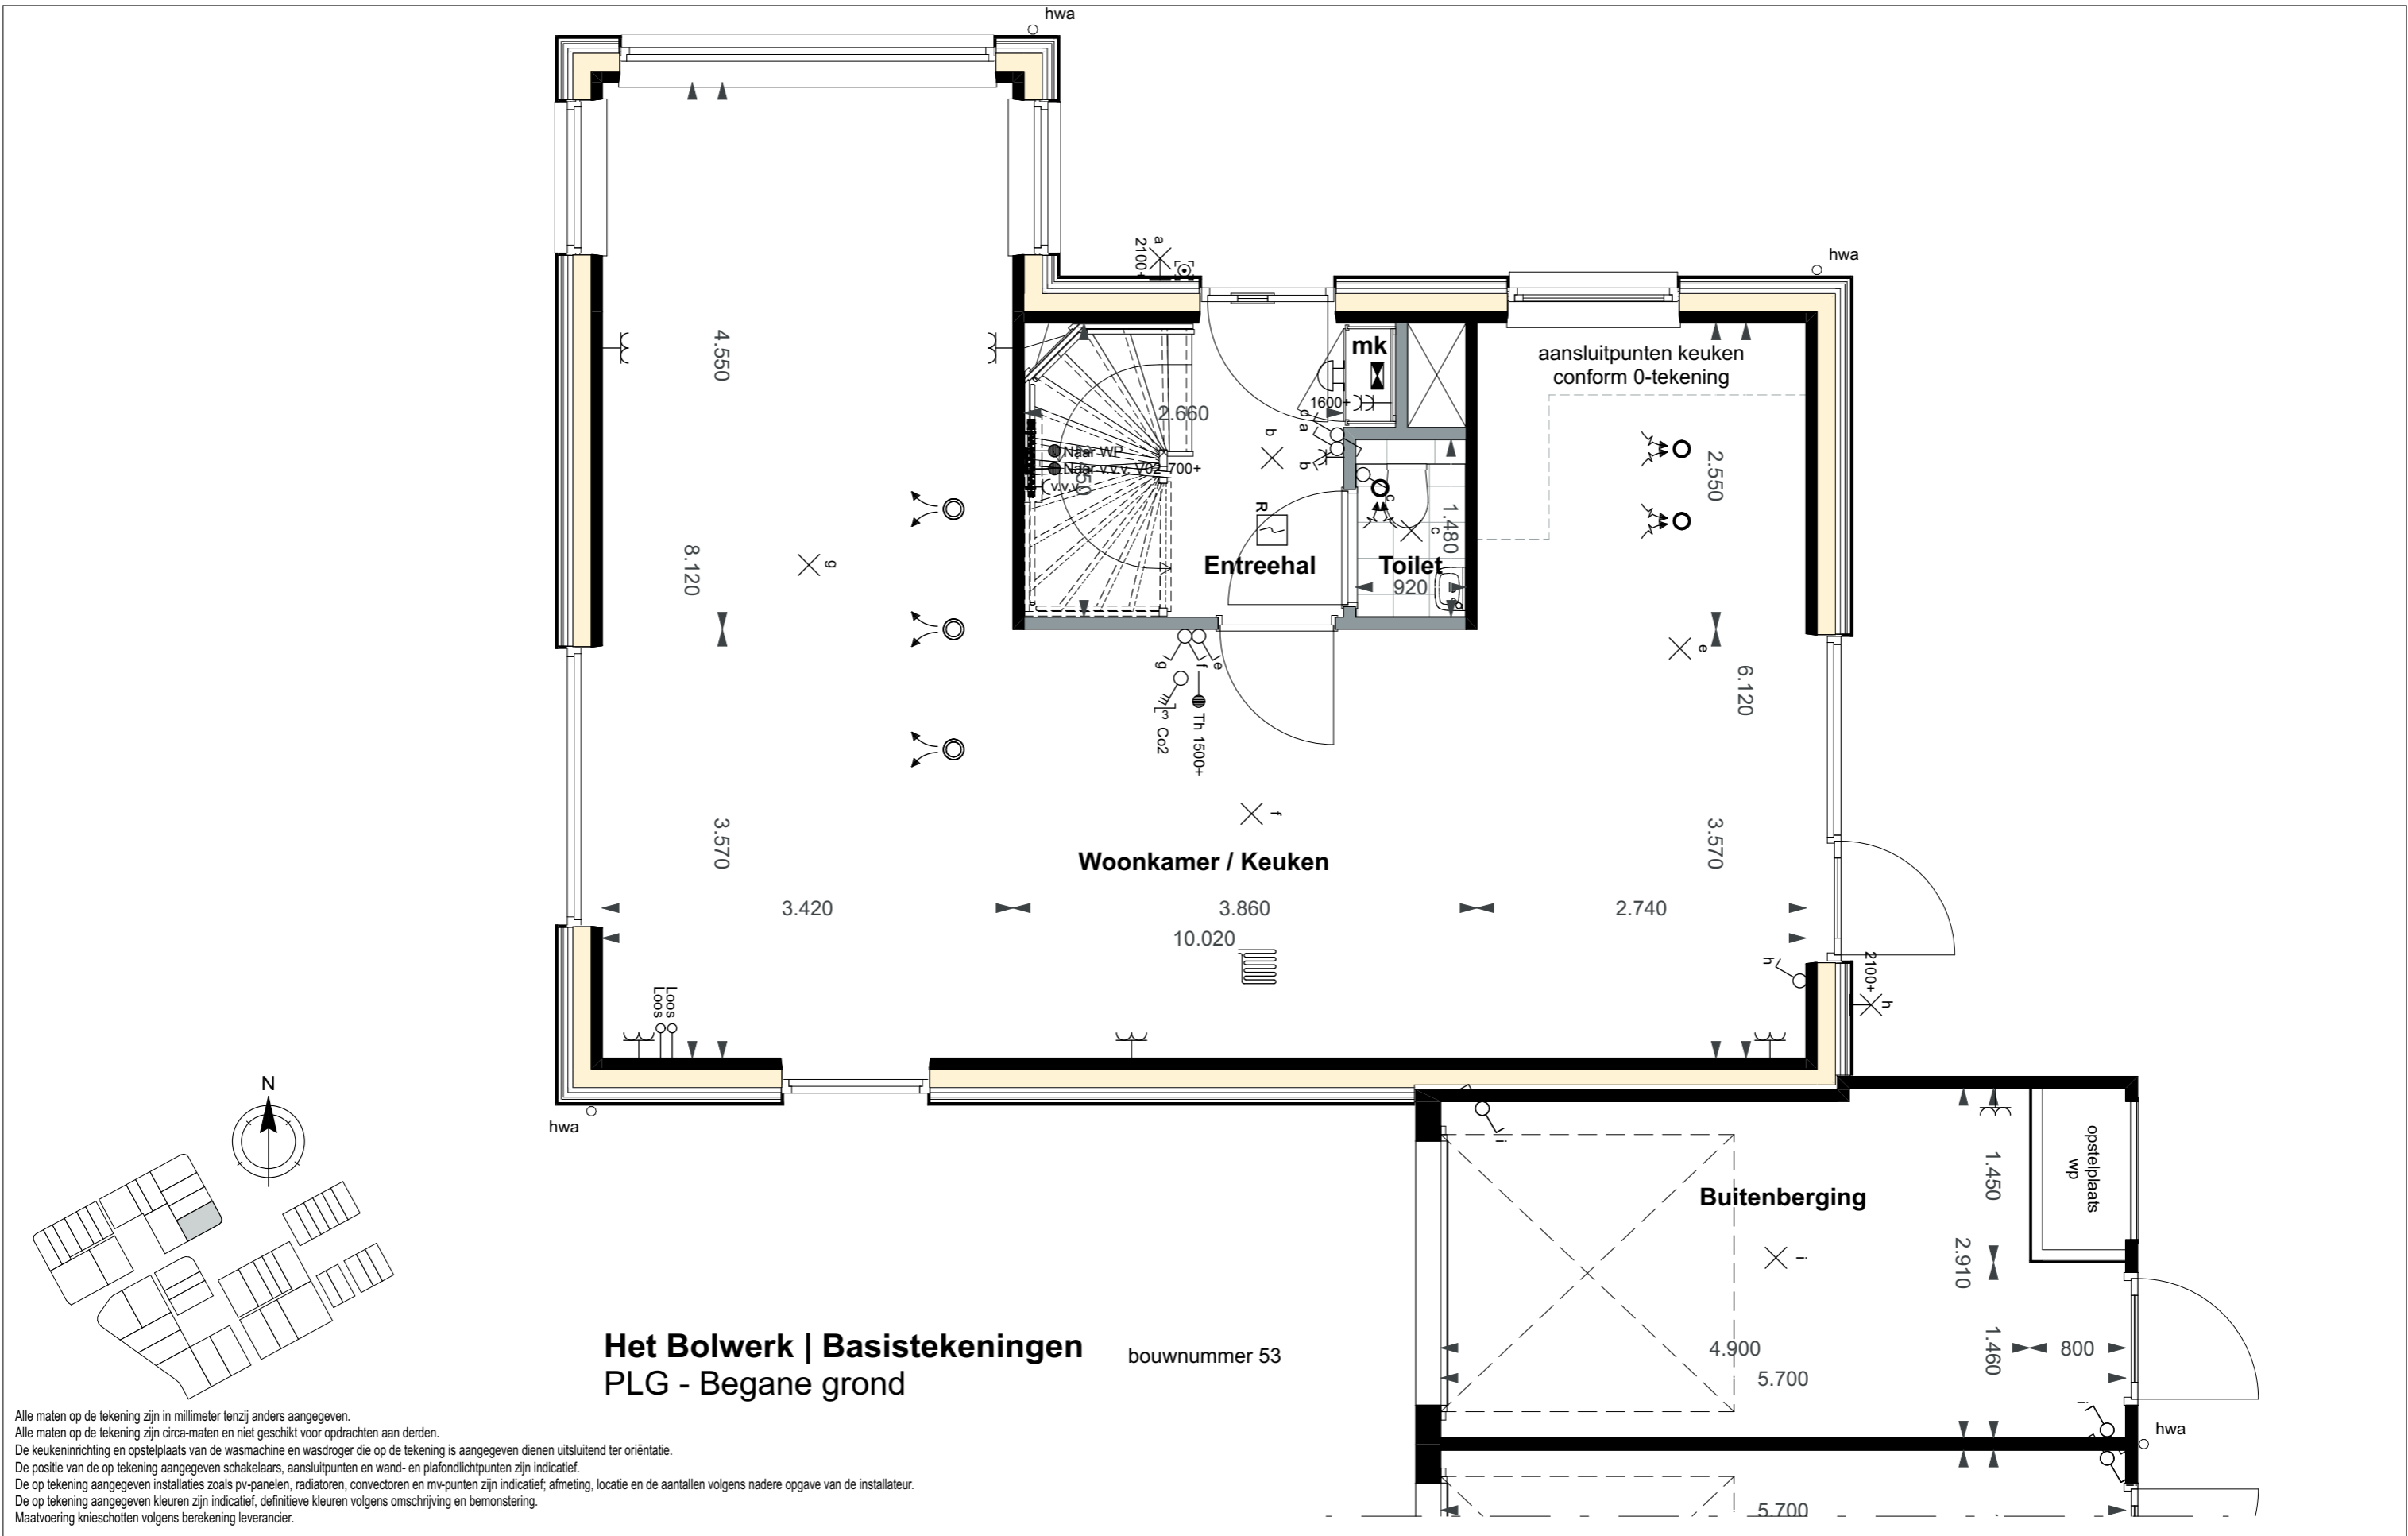 hwa
hwa
a
2100+
mk
1600+
d
a
b
b
aansluitpunten keuken
conform 0-tekening
4.550
2.660
Naar WP
Naar v.v.v. V02 700+
v.v.v.
2.550
8.120
g
R
c
c
1.480
Entreehal
Toilet
920
e
g
f
e
6.120
Th 1500+
3
Co2
f
3.570
3.570
Woonkamer / Keuken
3.420
3.860
2.740
10.020
h
2100+
h
Loos
Loos
hwa
N
i
opstelplaats
wp
1.450
Buitenberging
2.910
i
1.460
4.900
800
5.700
i
hwa
5.700
Het Bolwerk | Basistekeningen
bouwnummer 53
PLG - Begane grond
Alle maten op de tekening zijn in millimeter tenzij anders aangegeven.
Alle maten op de tekening zijn circa-maten en niet geschikt voor opdrachten aan derden.
De keukeninrichting en opstelplaats van de wasmachine en wasdroger die op de tekening is aangegeven dienen uitsluitend ter oriëntatie.
De positie van de op tekening aangegeven schakelaars, aansluitpunten en wand- en plafondlichtpunten zijn indicatief.
De op tekening aangegeven installaties zoals pv-panelen, radiatoren, convectoren en mv-punten zijn indicatief; afmeting, locatie en de aantallen volgens nadere opgave van de installateur.
De op tekening aangegeven kleuren zijn indicatief, definitieve kleuren volgens omschrijving en bemonstering.
Maatvoering knieschotten volgens berekening leverancier.